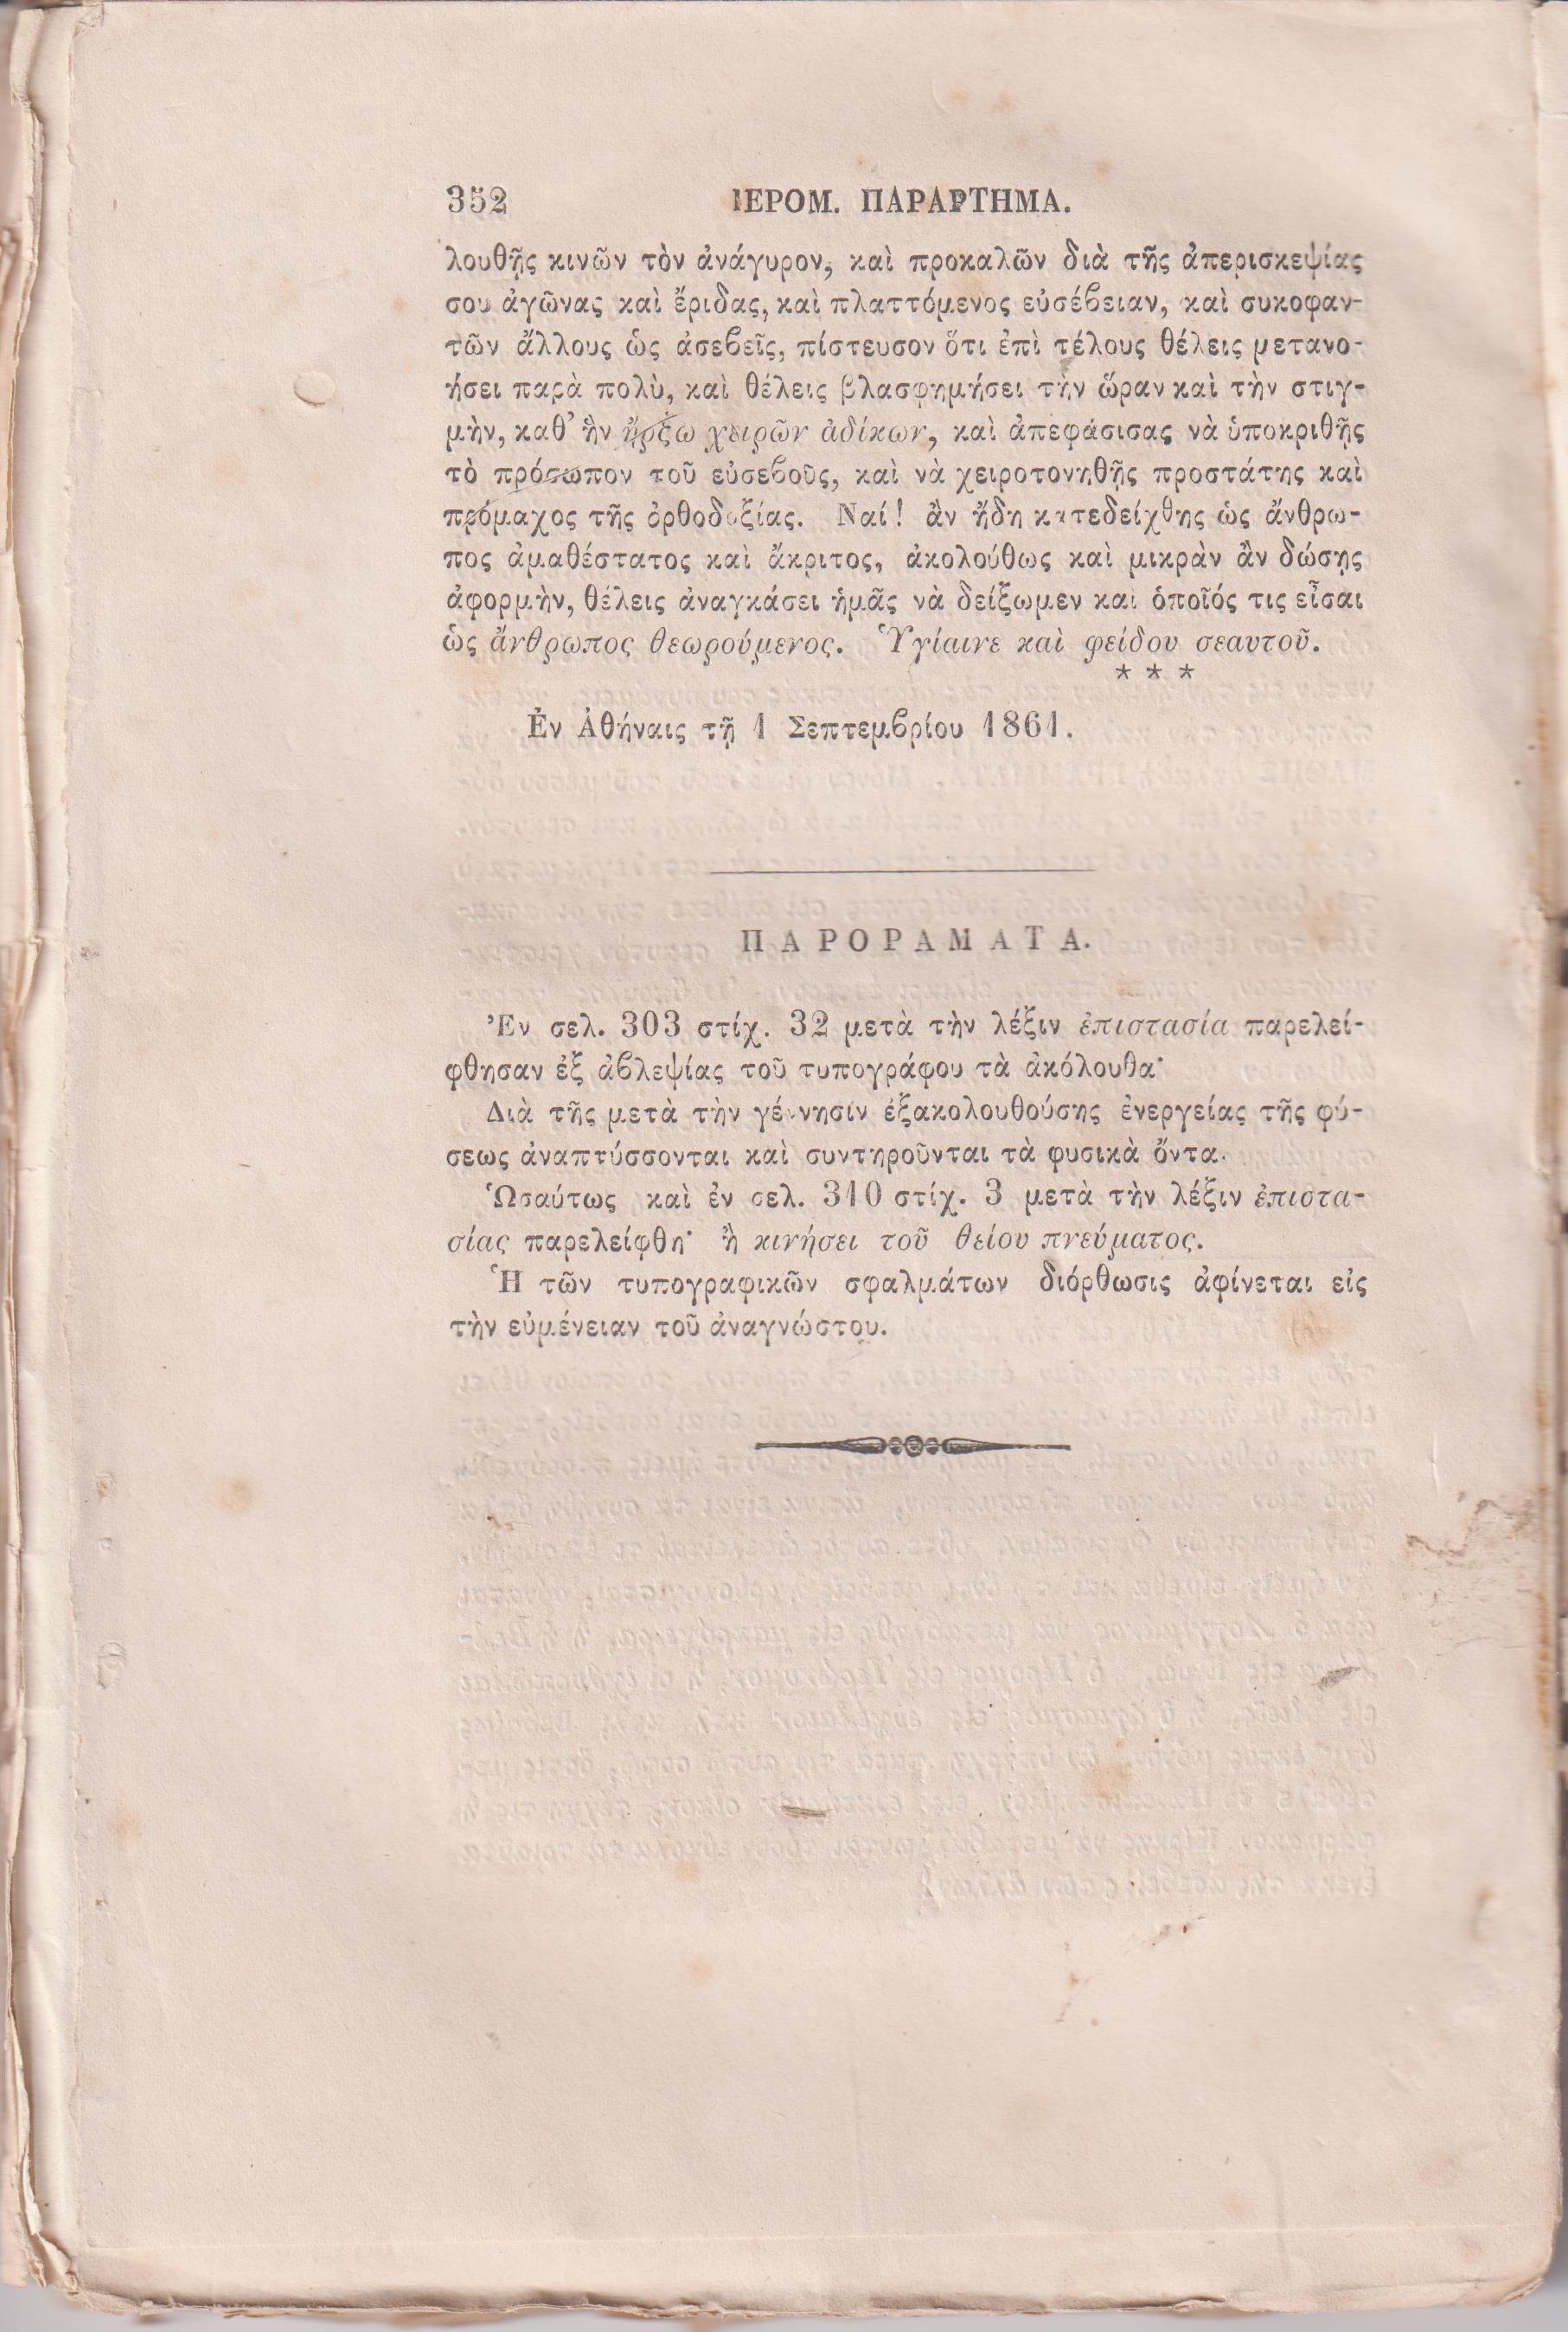 352 ΙΕΡΟΜ. ΠΑΡΑΡΤΗΜΑ.
λουθῇς κινῶν τὸν ἀνάγυρον, καὶ προκαλῶν διὰ τῆς ἀπερισκεψίας
σου ἀγῶνας καὶ ἔριδας, καὶ πλαττόμενος εὐσέϐειαν, καὶ συκοφαν-
τῶν ἄλλους ὡς ἀσεϐεῖς, πίστευσον ὅτι ἐπὶ τέλους θέλεις μετανο-
ήσει παρὰ πολὺ, καὶ θέλεις βλασφημήσει τὴν ὥραν καὶ τὴν στιγ-
μὴν, καθ’ ἣν ἤρξω χειρῶν ἀδίκων, καὶ ἀπεφάσισας νὰ ὑποκριθῇς
τὸ πρόσωπον τοῦ εὐσεϐοῦς, καὶ νὰ χειροτονηθῇς προστάτης καὶ
πρόμαχος τῆς ὀρθοδοξίας. Ναί! ἂν ἤδη κατεδείχθης ὡς ἄνθρω-
πος ἀμαθέστατος καὶ ἄκριτος, ἀκολούθως καὶ μικρὰν ἂν δώσῃς
ἀφορμὴν, θέλεις ἀναγκάσει ἡμᾶς νὰ δείξωμεν καὶ ὁποῖός τις εἶσαι
ὡς ἄνθρωπος θεωρούμενος. Ὑγίαινε καὶ φείδου σεαυτοῦ.
* * *
Ἐν Ἀθήναις τῇ 1 Σεπτεμϐρίου 1861.
ΠΑΡΟΡΑΜΑΤΑ.
Ἐν σελ. 303 στίχ. 32 μετὰ τὴν λέξιν ἐπιστασία παρελεί-
φθησαν ἐξ ἀϐλεψίας τοῦ τυπογράφου τὰ ἀκόλουθα·
Διὰ τῆς μετὰ τὴν γέννησιν ἐξακολουθούσης ἐνεργείας τῆς φύ-
σεως ἀναπτύσσονται καὶ συντηροῦνται τὰ φυσικὰ ὄντα.
Ὡσαύτως καὶ ἐν σελ. 310 στίχ. 3 μετὰ τὴν λέξιν ἐπιστα-
σίας παρελείφθη· ἢ κινήσει τοῦ θείου πνεύματος.
Ἡ τῶν τυπογραφικῶν σφαλμάτων διόρθωσις ἀφίνεται εἰς
τὴν εὐμένειαν τοῦ ἀναγνώστου.